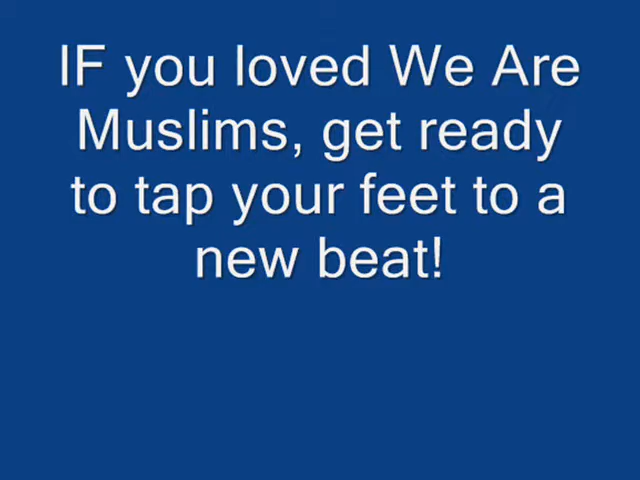 IF you loved We Are
Muslims, get ready
to tap your feet to a
new beat!